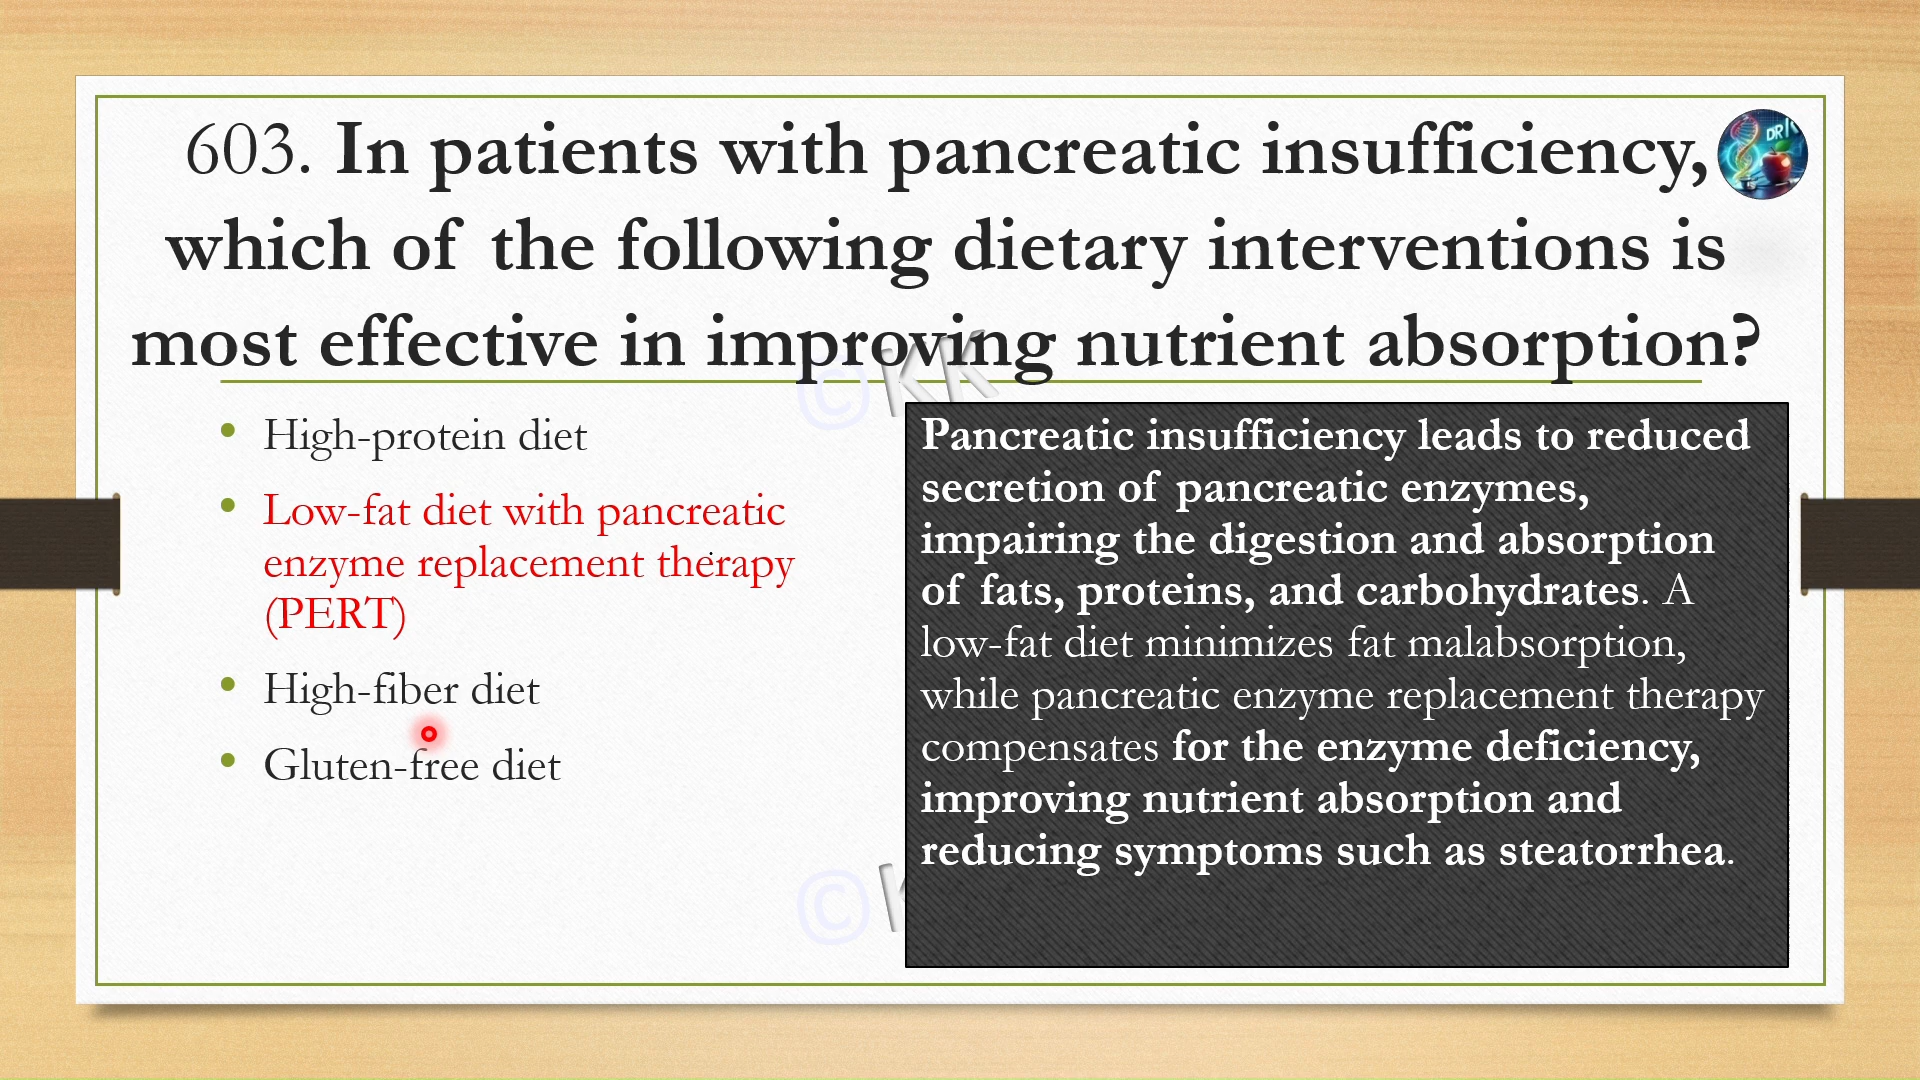 603. In patients with pancreatic insufficiency,
which of the following dietary interventions is
most effective in improving nutrient absorption?
DR
©KK
• High-protein diet
• Low-fat diet with pancreatic
enzyme replacement therapy
(PERT)
• High-fiber diet
• Gluten-free diet
Pancreatic insufficiency leads to reduced
secretion of pancreatic enzymes,
impairing the digestion and absorption
of fats, proteins, and carbohydrates. A
low-fat diet minimizes fat malabsorption,
while pancreatic enzyme replacement therapy
compensates for the enzyme deficiency,
improving nutrient absorption and
reducing symptoms such as steatorrhea.
©K